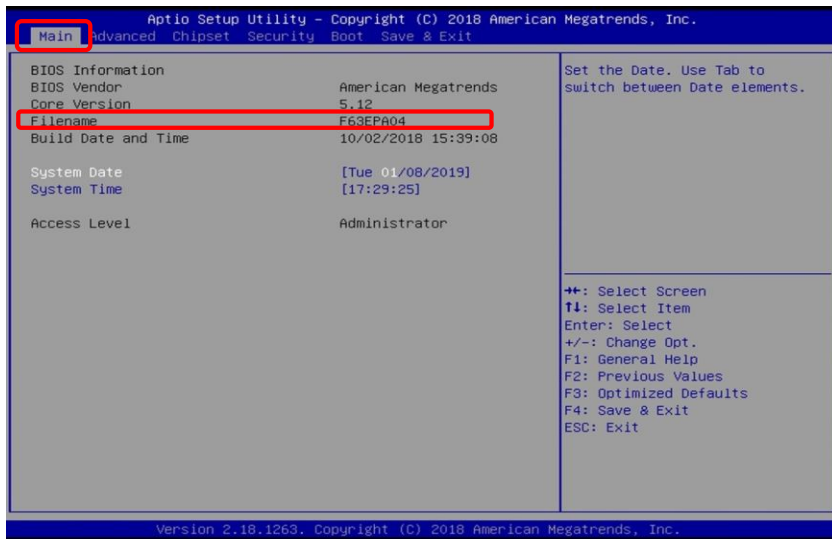 Aptio Setup Utility – Copyright (C) 2018 American Megatrends, Inc.
Main Advanced Chipset Security Boot Save & Exit
BIOS Information
BIOS Vendor American Megatrends
Core Version 5.12
Filename F63EPA04
Build Date and Time 10/02/2018 15:39:08
System Date [Tue 01/08/2019]
System Time [17:29:25]
Access Level Administrator
Set the Date. Use Tab to
switch between Date elements.
→←: Select Screen
↑↓: Select Item
Enter: Select
+/-: Change Opt.
F1: General Help
F2: Previous Values
F3: Optimized Defaults
F4: Save & Exit
ESC: Exit
Version 2.18.1263. Copyright (C) 2018 American Megatrends, Inc.